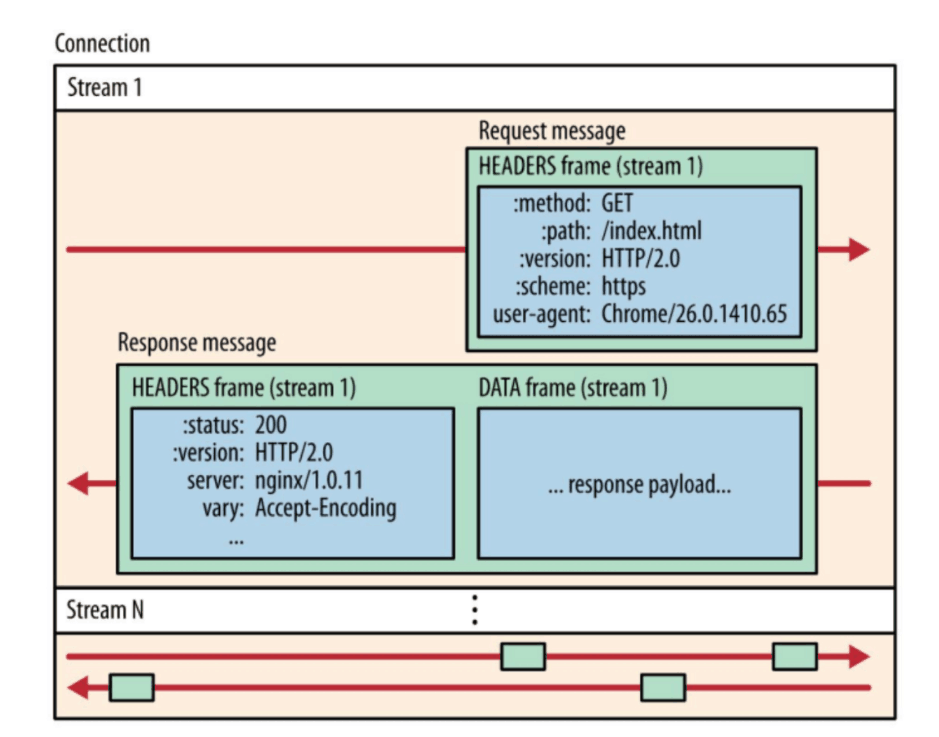 Connection
Stream 1
Request message
HEADERS frame (stream 1)
:method: GET
:path: /index.html
:version: HTTP/2.0
:scheme: https
user-agent: Chrome/26.0.1410.65
Response message
HEADERS frame (stream 1)
:status: 200
:version: HTTP/2.0
server: nginx/1.0.11
vary: Accept-Encoding
...
DATA frame (stream 1)
... response payload...
Stream N